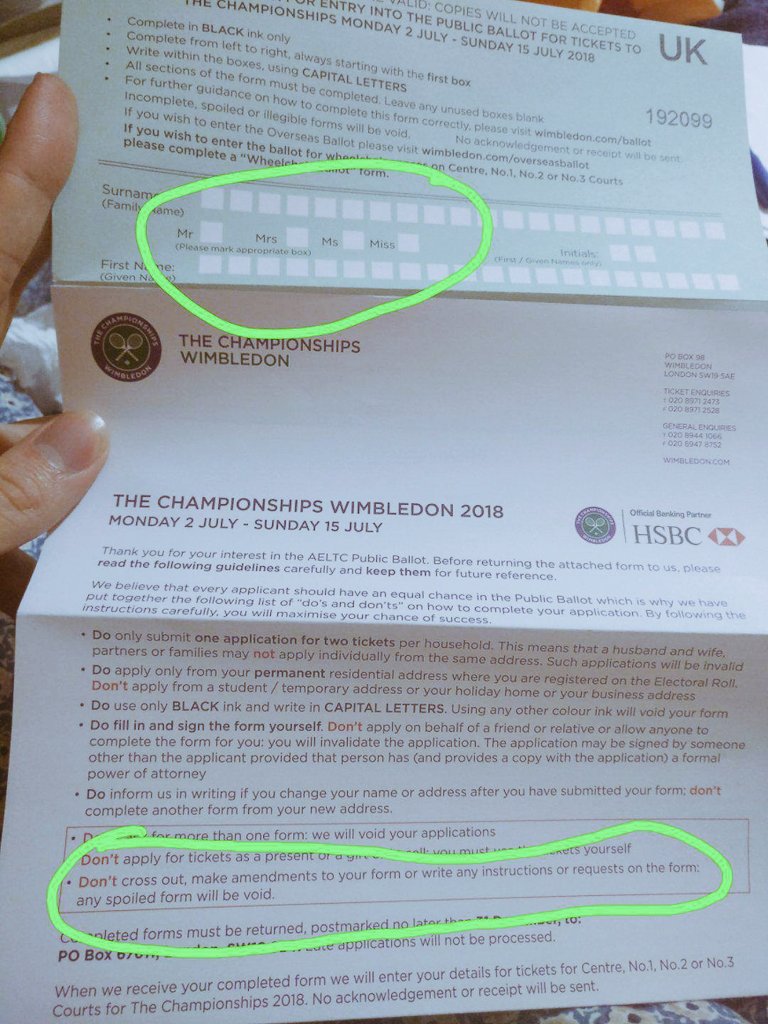 VALID: COPIES WILL NOT BE ACCEPTED
FOR ENTRY INTO THE PUBLIC BALLOT FOR TICKETS TO
THE CHAMPIONSHIPS MONDAY 2 JULY - SUNDAY 15 JULY 2018
UK
• Complete in BLACK ink only
• Complete from left to right, always starting with the first box
• Write within the boxes, using CAPITAL LETTERS
• All sections of the form must be completed. Leave any unused boxes blank
• For further guidance on how to complete this form correctly, please visit wimbledon.com/ballot
192099
Incomplete, spoiled or illegible forms will be void. No acknowledgement or receipt will be sent.
If you wish to enter the Overseas Ballot please visit wimbledon.com/overseasballot
If you wish to enter the ballot for on Centre, No.1, No.2 or No.3 Courts
please complete a form.
Surname
(Family Name)
Mr Mrs Ms Miss Initials:
(Please mark appropriate box) (First / Given Names only)
First Name:
(Given Name)
THE CHAMPIONSHIPS
WIMBLEDON
THE CHAMPIONSHIPS
WIMBLEDON
PO BOX 98
WIMBLEDON
LONDON SW19 5AE
TICKET ENQUIRIES
T 020 8971 2473
F 020 8971 2528
GENERAL ENQUIRIES
T 020 8944 1066
F 020 8947 8752
WIMBLEDON.COM
THE CHAMPIONSHIPS WIMBLEDON 2018
MONDAY 2 JULY - SUNDAY 15 JULY
Official Banking Partner
HSBC
Thank you for your interest in the AELTC Public Ballot. Before returning the attached form to us, please
read the following guidelines carefully and keep them for future reference.
We believe that every applicant should have an equal chance in the Public Ballot which is why we have
put together the following list of "do's and don'ts" on how to complete your application. By following the
instructions carefully, you will maximise your chance of success.
• Do only submit one application for two tickets per household. This means that a husband and wife,
partners or families may not apply individually from the same address. Such applications will be invalid
• Do apply only from your permanent residential address where you are registered on the Electoral Roll.
Don't apply from a student / temporary address or your holiday home or your business address
• Do use only BLACK ink and write in CAPITAL LETTERS. Using any other colour ink will void your form
• Do fill in and sign the form yourself. Don't apply on behalf of a friend or relative or allow anyone to
complete the form for you: you will invalidate the application. The application may be signed by someone
other than the applicant provided that person has (and provides a copy with the application) a formal
power of attorney
• Do inform us in writing if you change your name or address after you have submitted your form; don't
complete another form from your new address.
• for more than one form: we will void your applications
Don't apply for tickets as a present or a you must tickets yourself
• Don't cross out, make amendments to your form or write any instructions or requests on the form:
any spoiled form will be void.
Completed forms must be returned, postmarked no later than 31 to:
PO Box Late applications will not be processed.
When we receive your completed form we will enter your details for tickets for Centre, No.1, No.2 or No.3
Courts for The Championships 2018. No acknowledgement or receipt will be sent.